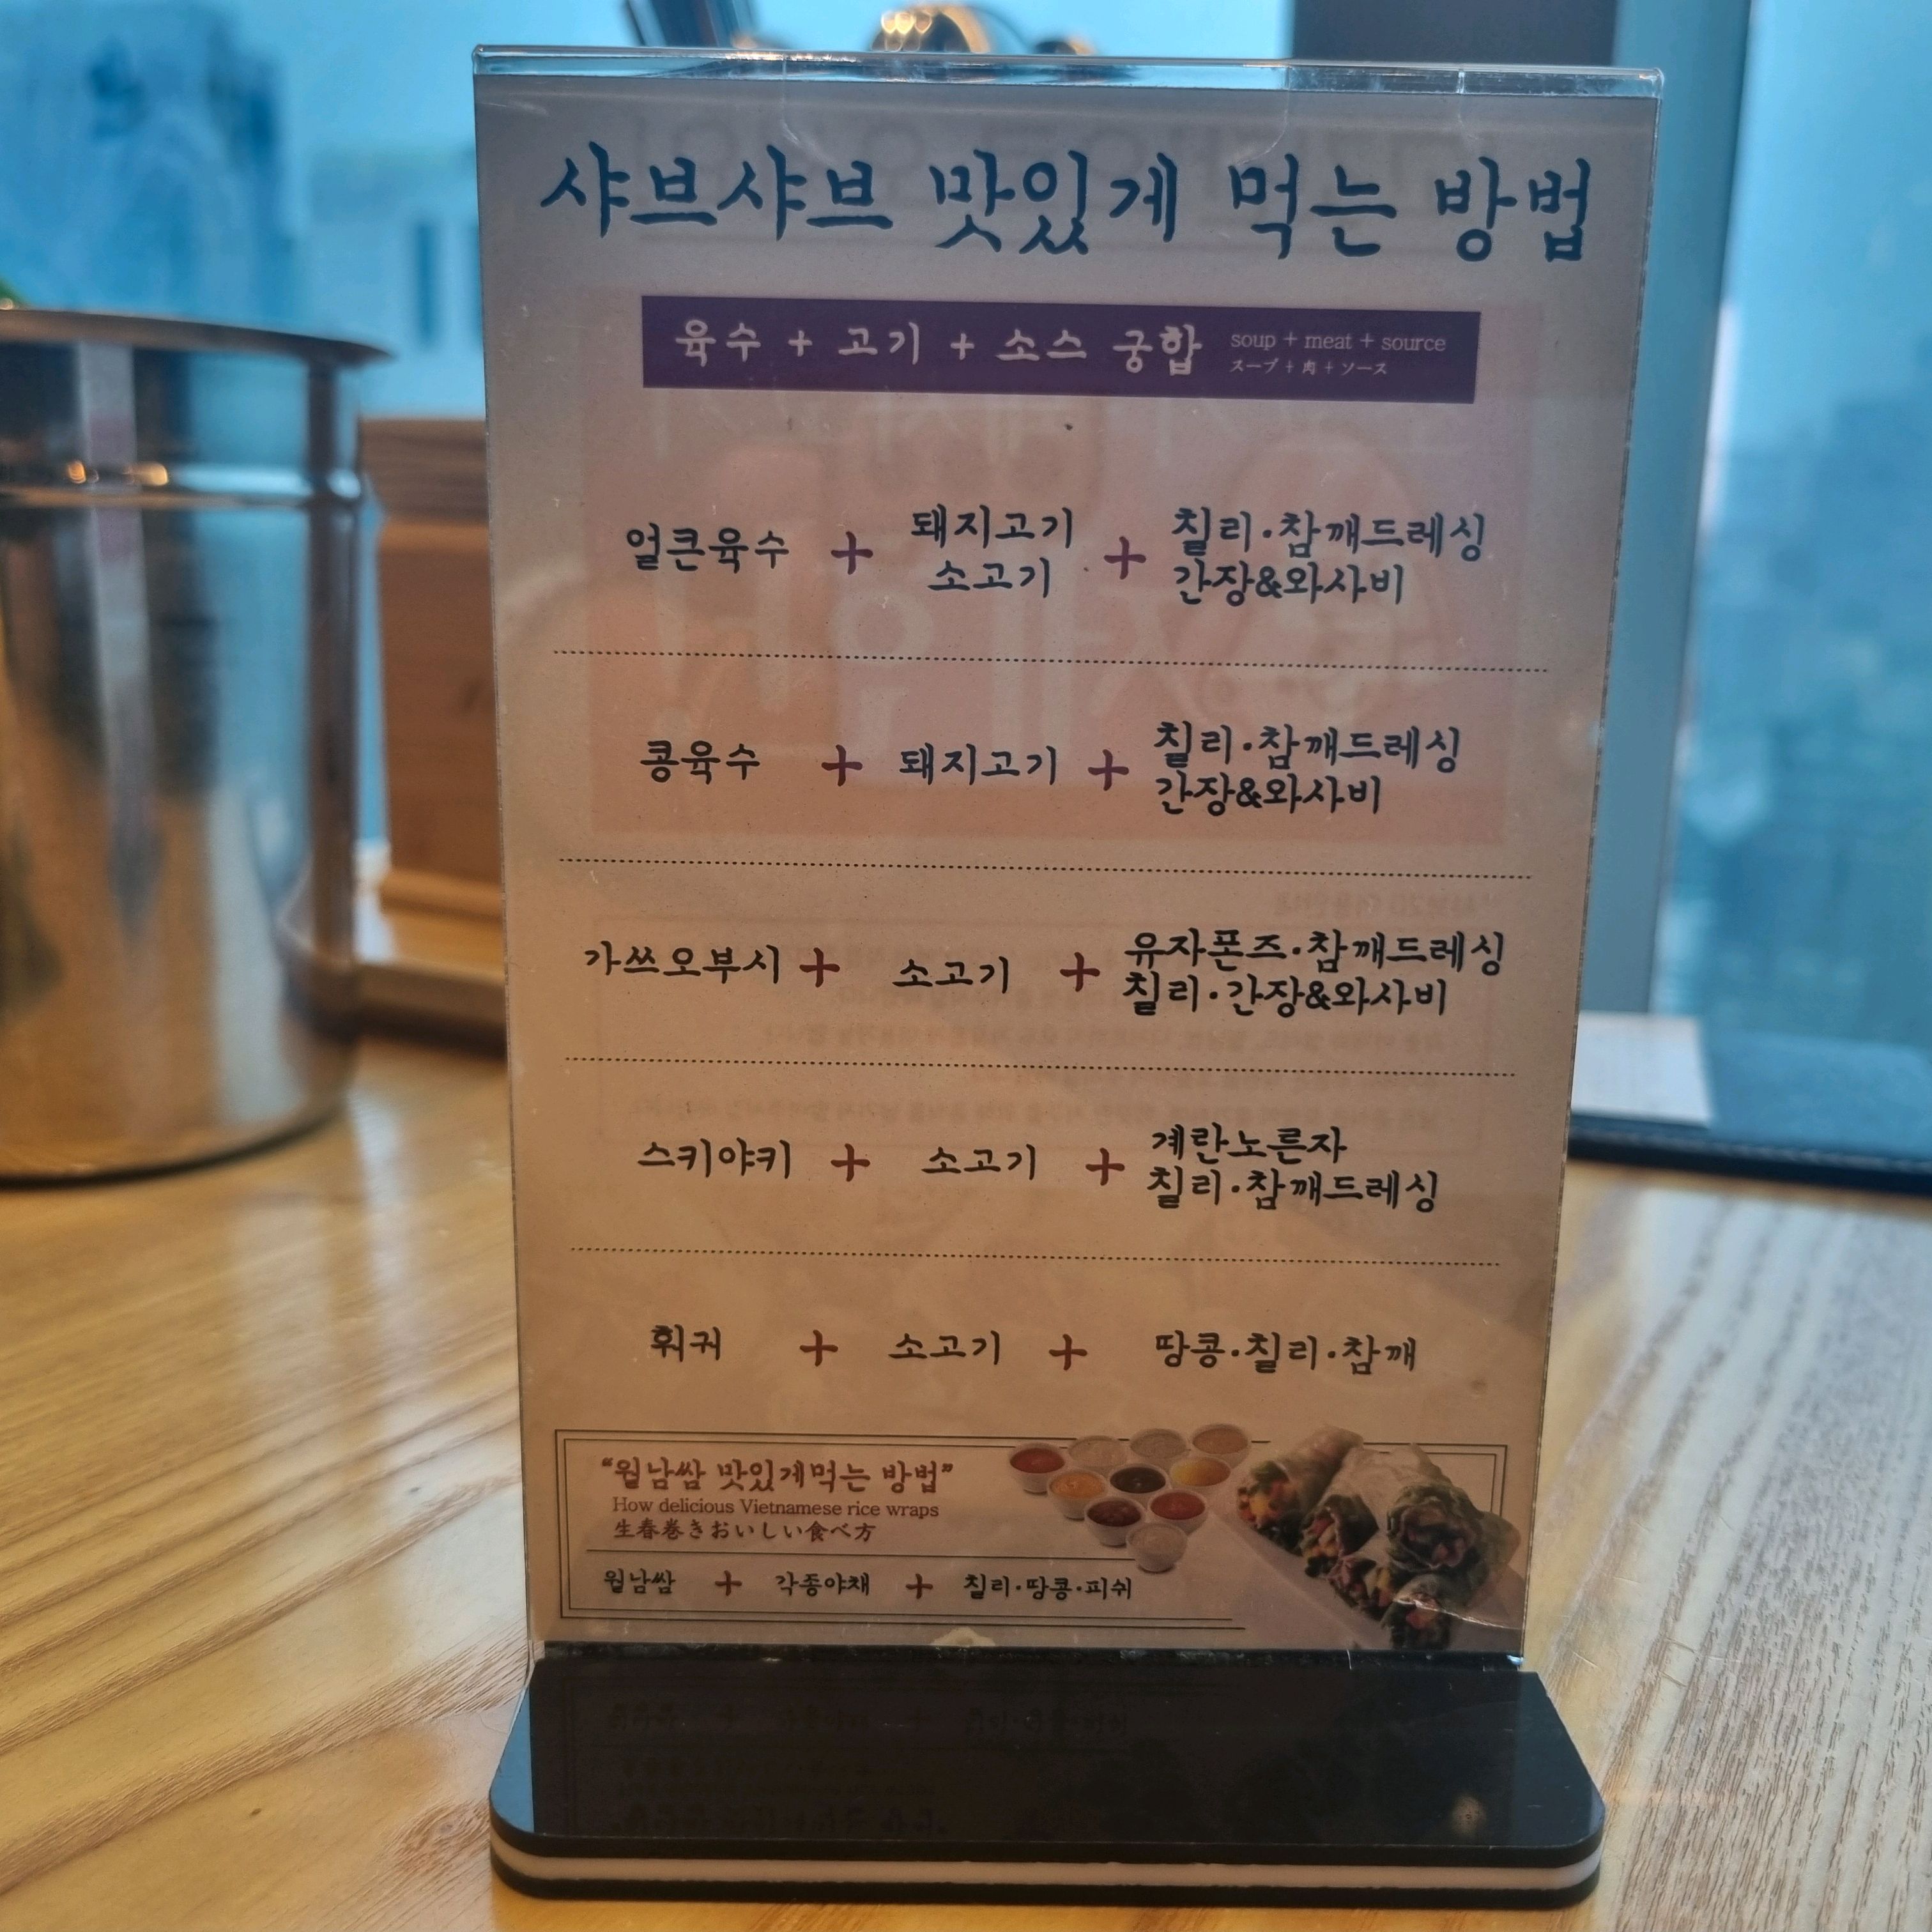 샤브샤브 맛있게 먹는 방법
육수 + 고기 + 소스 궁합
soup + meat + source
スープ + 肉 + ソース
얼큰육수 + 돼지고기 소고기 + 칠리·참깨드레싱
간장&와사비
콩육수 + 돼지고기 + 칠리·참깨드레싱
간장&와사비
가쓰오부시 + 소고기 + 유자폰즈·참깨드레싱
칠리·간장&와사비
스키야키 + 소고기 + 계란노른자
칠리·참깨드레싱
훠궈 + 소고기 + 땅콩·칠리·참깨
“월남쌈 맛있게먹는 방법”
How delicious Vietnamese rice wraps
生春巻きおいしい食べ方
월남쌈 + 각종야채 + 칠리·땅콩·피쉬